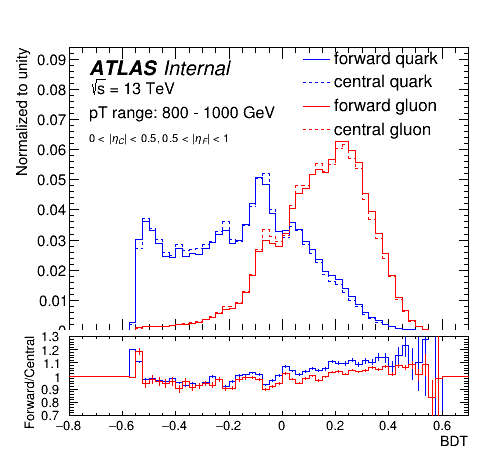 ATLAS Internal
√s = 13 TeV
pT range: 800 - 1000 GeV
0 < |η_C| < 0.5, 0.5 < |η_F| < 1
forward quark
central quark
forward gluon
central gluon
Normalized to unity
0.09
0.08
0.07
0.06
0.05
0.04
0.03
0.02
0.01
0
Forward/Central
1.3
1.2
1.1
1
0.9
0.8
0.7
−0.8 −0.6 −0.4 −0.2 0 0.2 0.4 0.6
BDT